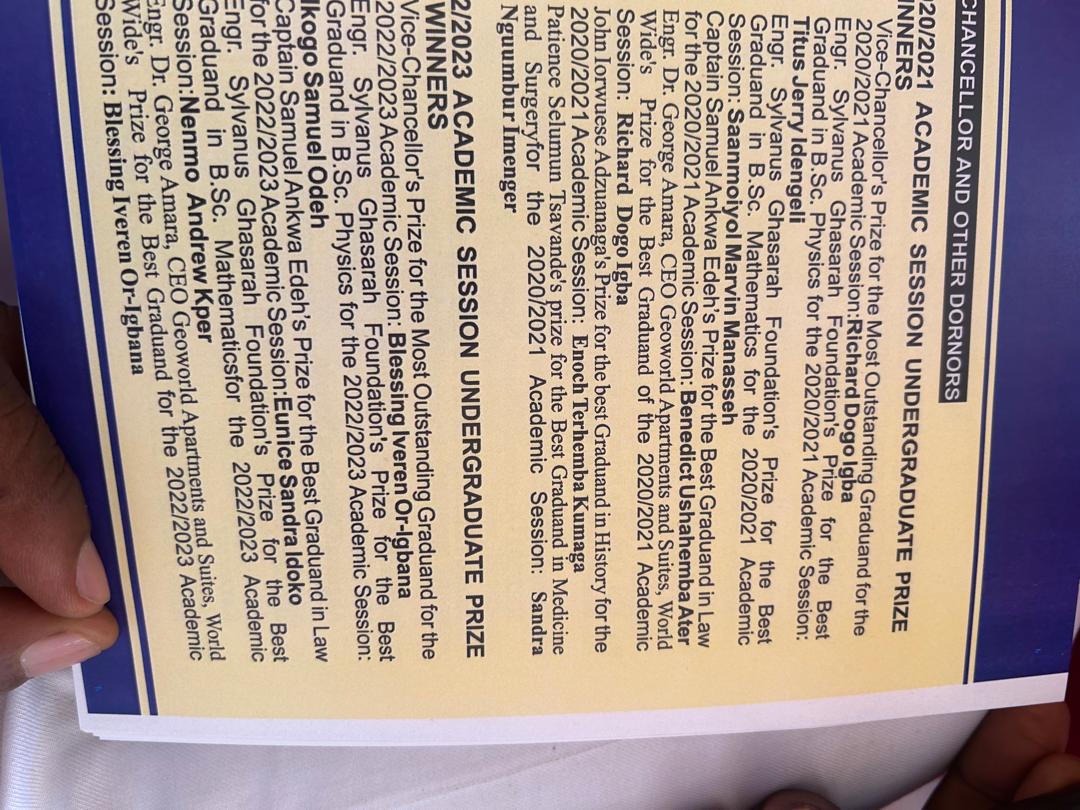 CHANCELLOR AND OTHER DORNORS
20/2021 ACADEMIC SESSION UNDERGRADUATE PRIZE
INNERS
Vice-Chancellor's Prize for the Most Outstanding Graduand for the
2020/2021 Academic Session:Richard Dogo Igba
Engr. Sylvanus Ghasarah Foundation's Prize for the Best
Graduand in B.Sc. Physics for the 2020/2021 Academic Session:
Titus Jerry Idengeli
Engr. Sylvanus Ghasarah Foundation's Prize for the Best
Graduand in B.Sc. Mathematics for the 2020/2021 Academic
Session: Saanmoiyol Marvin Manasseh
Captain Samuel Ankwa Edeh's Prize for the Best Graduand in Law
for the 2020/2021 Academic Session: Benedict Ushahemba Ater
Engr. Dr. George Amara, CEO Geoworld Apartments and Suites, World
Wide's Prize for the Best Graduand of the 2020/2021 Academic
Session: Richard Dogo Igba
John Iorwuese Adzuanaga's Prize for the best Graduand in History for the
2020/2021 Academic Session: Enoch Terhemba Kumaga
Patience Selumun Tsavande's prize for the Best Graduand in Medicine
and Surgeryfor the 2020/2021 Academic Session: Sandra
Nguumbur Imenger
2/2023 ACADEMIC SESSION UNDERGRADUATE PRIZE
WINNERS
Vice-Chancellor's Prize for the Most Outstanding Graduand for the
2022/2023 Academic Session: Blessing Iveren Or-Igbana
Engr. Sylvanus Ghasarah Foundation's Prize for the Best
Graduand in B.Sc. Physics for the 2022/2023 Academic Session:
Ikogo Samuel Odeh
Captain Samuel Ankwa Edeh's Prize for the Best Graduand in Law
for the 2022/2023 Academic Session:Eunice Sandra Idoko
Engr. Sylvanus Ghasarah Foundation's Prize for the Best
Graduand in B.Sc. Mathematicsfor the 2022/2023 Academic
Session:Nenmo Andrew Kper
Engr. Dr. George Amara, CEO Geoworld Apartments and Suites, World
Wide's Prize for the Best Graduand for the 2022/2023 Academic
Session: Blessing Iveren Or-Igbana